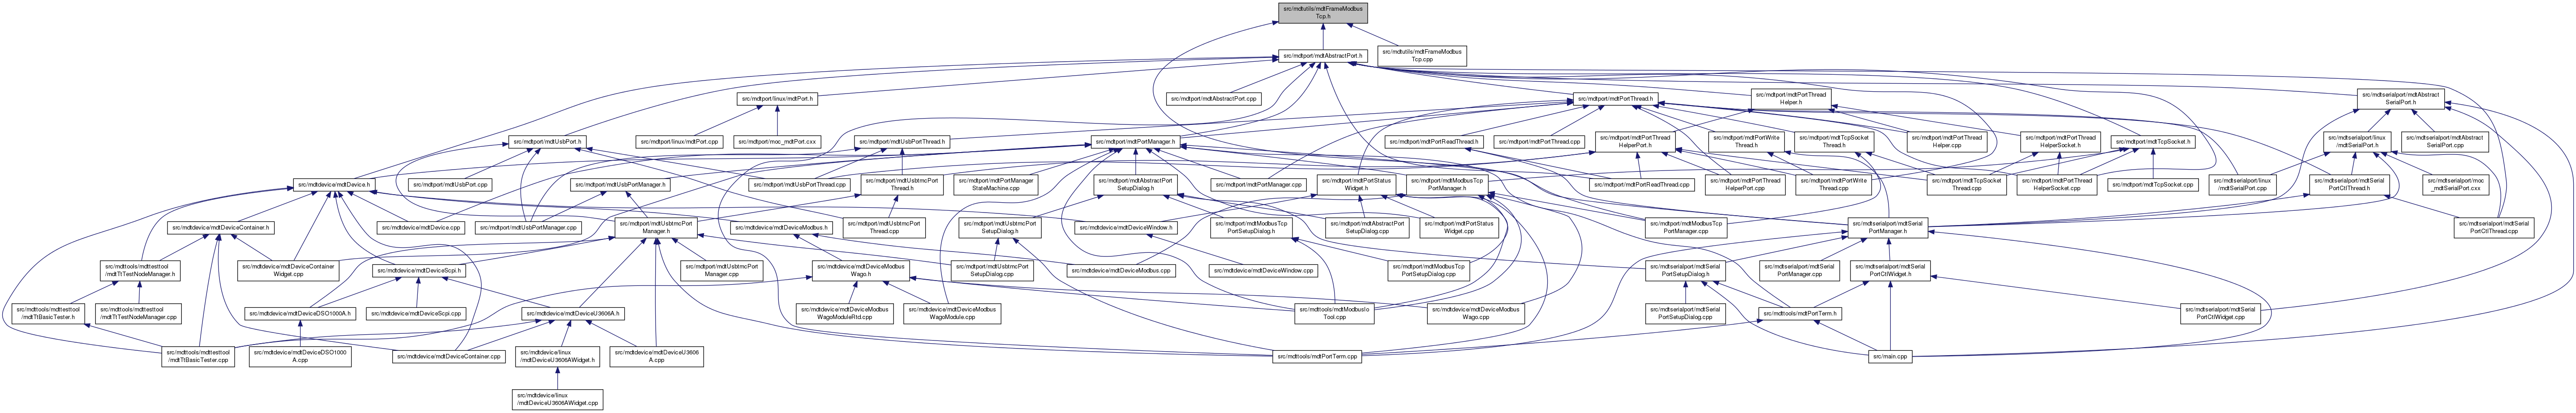 src/mdtutils/mdtFrameModbus
Tcp.h
src/mdtport/mdtAbstractPort.h
src/mdtutils/mdtFrameModbus
Tcp.cpp
src/mdtport/linux/mdtPort.h
src/mdtport/mdtAbstractPort.cpp
src/mdtport/mdtPortThread.h
src/mdtport/mdtPortThread
Helper.h
src/mdtserialport/mdtAbstract
SerialPort.h
src/mdtport/mdtUsbPort.h
src/mdtport/linux/mdtPort.cpp
src/mdtport/moc_mdtPort.cxx
src/mdtport/mdtUsbPortThread.h
src/mdtport/mdtPortManager.h
src/mdtport/mdtPortReadThread.h
src/mdtport/mdtPortThread.cpp
src/mdtport/mdtPortThread
HelperPort.h
src/mdtport/mdtPortWrite
Thread.h
src/mdtport/mdtTcpSocket
Thread.h
src/mdtport/mdtPortThread
Helper.cpp
src/mdtport/mdtPortThread
HelperSocket.h
src/mdtport/mdtTcpSocket.h
src/mdtserialport/linux
/mdtSerialPort.h
src/mdtserialport/mdtAbstract
SerialPort.cpp
src/mdtdevice/mdtDevice.h
src/mdtport/mdtUsbPort.cpp
src/mdtport/mdtUsbPortManager.h
src/mdtport/mdtUsbPortThread.cpp
src/mdtport/mdtUsbtmcPort
Thread.h
src/mdtport/mdtPortManager
StateMachine.cpp
src/mdtport/mdtAbstractPort
SetupDialog.h
src/mdtport/mdtPortManager.cpp
src/mdtport/mdtPortStatus
Widget.h
src/mdtport/mdtModbusTcp
PortManager.h
src/mdtport/mdtPortReadThread.cpp
src/mdtport/mdtPortThread
HelperPort.cpp
src/mdtport/mdtPortWrite
Thread.cpp
src/mdtport/mdtTcpSocket
Thread.cpp
src/mdtport/mdtPortThread
HelperSocket.cpp
src/mdtport/mdtTcpSocket.cpp
src/mdtserialport/linux
/mdtSerialPort.cpp
src/mdtserialport/mdtSerial
PortCtlThread.h
src/mdtserialport/moc
_mdtSerialPort.cxx
src/mdtdevice/mdtDeviceContainer.h
src/mdtdevice/mdtDevice.cpp
src/mdtport/mdtUsbPortManager.cpp
src/mdtport/mdtUsbtmcPort
Manager.h
src/mdtdevice/mdtDeviceModbus.h
src/mdtport/mdtUsbtmcPort
Thread.cpp
src/mdtport/mdtUsbtmcPort
SetupDialog.h
src/mdtdevice/mdtDeviceWindow.h
src/mdtport/mdtModbusTcp
PortSetupDialog.h
src/mdtport/mdtAbstractPort
SetupDialog.cpp
src/mdtport/mdtPortStatus
Widget.cpp
src/mdtport/mdtModbusTcp
PortManager.cpp
src/mdtserialport/mdtSerial
PortManager.h
src/mdtserialport/mdtSerial
PortCtlThread.cpp
src/mdttools/mdttesttool
/mdtTtTestNodeManager.h
src/mdtdevice/mdtDeviceContainer
Widget.cpp
src/mdtdevice/mdtDeviceScpi.h
src/mdtport/mdtUsbtmcPort
Manager.cpp
src/mdtdevice/mdtDeviceModbus
Wago.h
src/mdtport/mdtUsbtmcPort
SetupDialog.cpp
src/mdtdevice/mdtDeviceModbus.cpp
src/mdtdevice/mdtDeviceWindow.cpp
src/mdtport/mdtModbusTcp
PortSetupDialog.cpp
src/mdtserialport/mdtSerial
PortSetupDialog.h
src/mdtserialport/mdtSerial
PortManager.cpp
src/mdtserialport/mdtSerial
PortCtlWidget.h
src/mdttools/mdttesttool
/mdtTtBasicTester.h
src/mdttools/mdttesttool
/mdtTtTestNodeManager.cpp
src/mdtdevice/mdtDeviceDSO1000A.h
src/mdtdevice/mdtDeviceScpi.cpp
src/mdtdevice/mdtDeviceU3606A.h
src/mdtdevice/mdtDeviceModbus
WagoModuleRtd.cpp
src/mdtdevice/mdtDeviceModbus
WagoModule.cpp
src/mdttools/mdtModbusIo
Tool.cpp
src/mdtdevice/mdtDeviceModbus
Wago.cpp
src/mdtserialport/mdtSerial
PortSetupDialog.cpp
src/mdttools/mdtPortTerm.h
src/mdtserialport/mdtSerial
PortCtlWidget.cpp
src/mdttools/mdttesttool
/mdtTtBasicTester.cpp
src/mdtdevice/mdtDeviceDSO1000
A.cpp
src/mdtdevice/mdtDeviceContainer.cpp
src/mdtdevice/linux
/mdtDeviceU3606AWidget.h
src/mdtdevice/mdtDeviceU3606
A.cpp
src/mdttools/mdtPortTerm.cpp
src/main.cpp
src/mdtdevice/linux
/mdtDeviceU3606AWidget.cpp